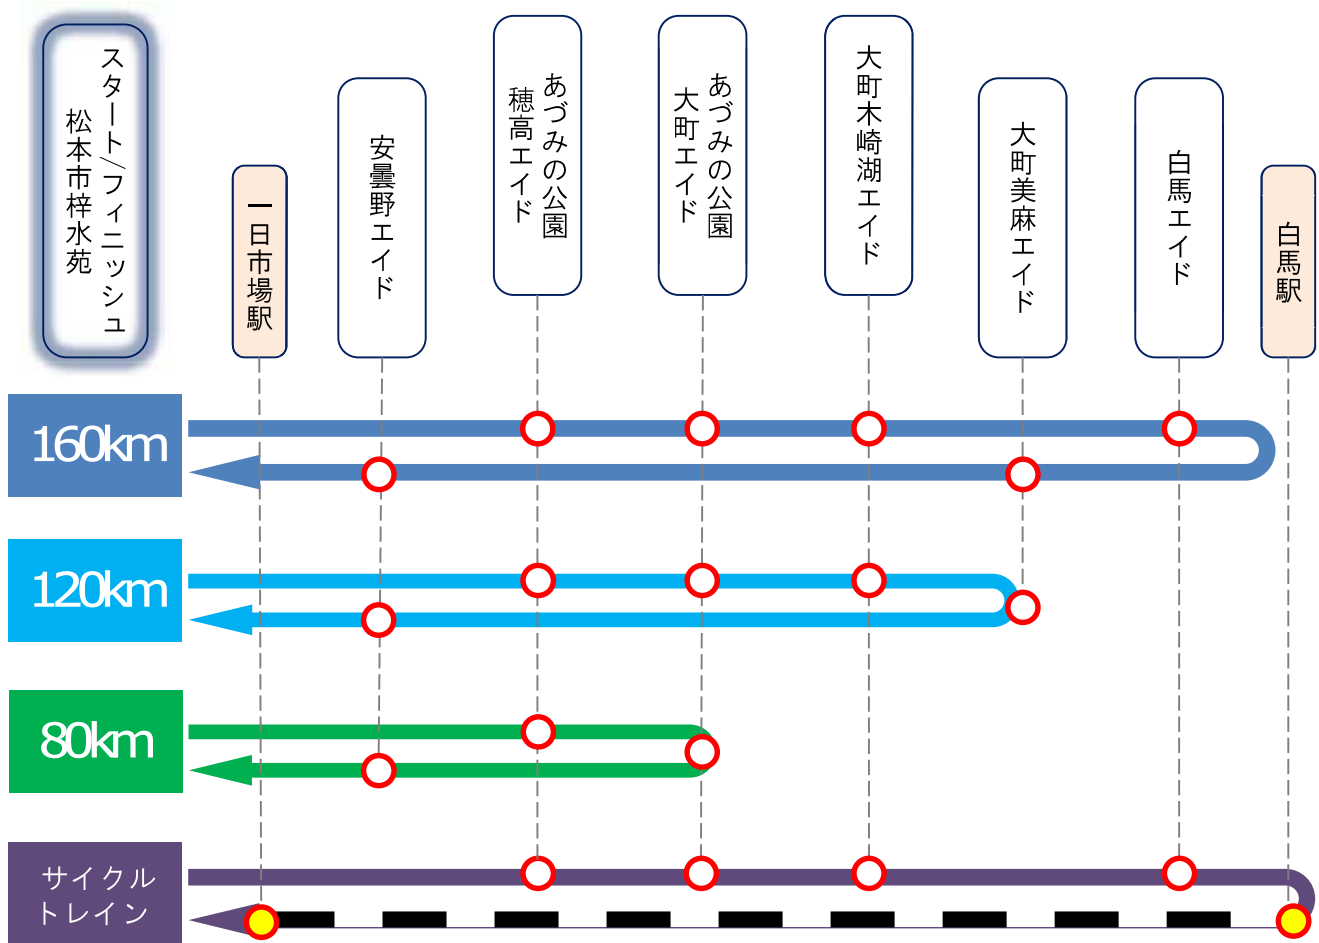 スタート/フィニッシュ
松本市梓水苑
一日市場駅
安曇野エイド
あづみの公園
穂高エイド
あづみの公園
大町エイド
大町木崎湖エイド
大町美麻エイド
白馬エイド
白馬駅
160km
120km
80km
サイクル
トレイン